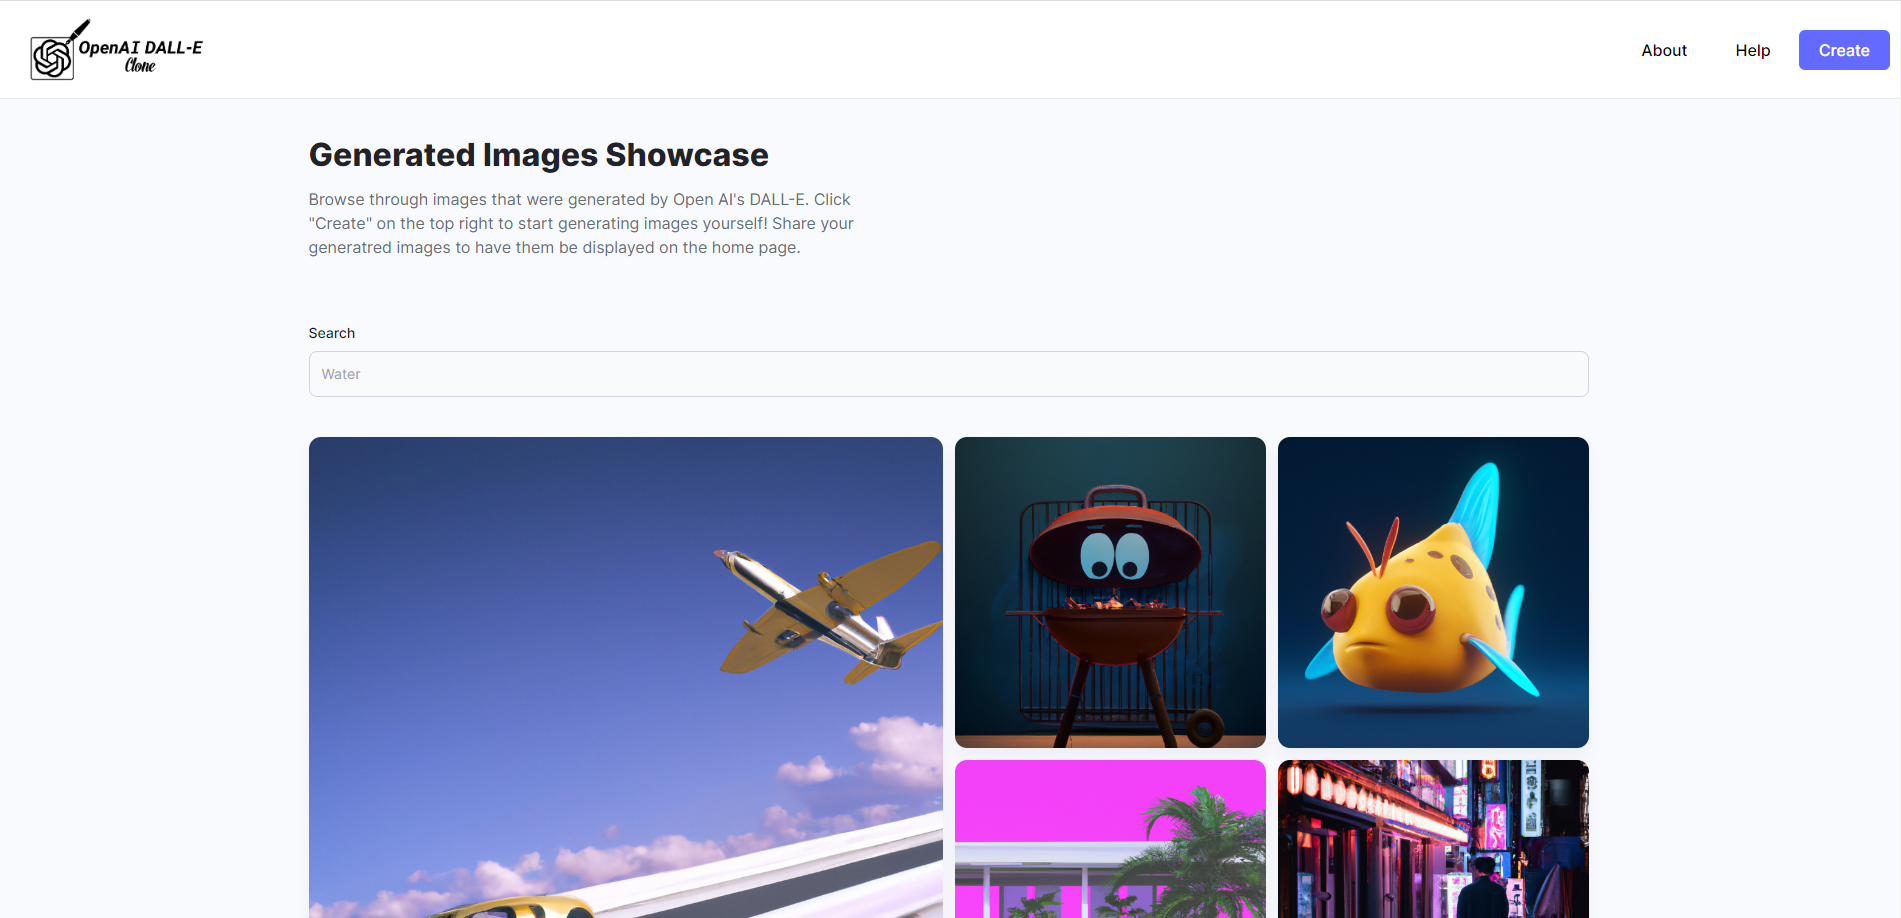 OpenAI DALL-E
Clone
About
Help
Create
Generated Images Showcase
Browse through images that were generated by Open AI's DALL-E. Click
"Create" on the top right to start generating images yourself! Share your
generatred images to have them be displayed on the home page.
Search
Water